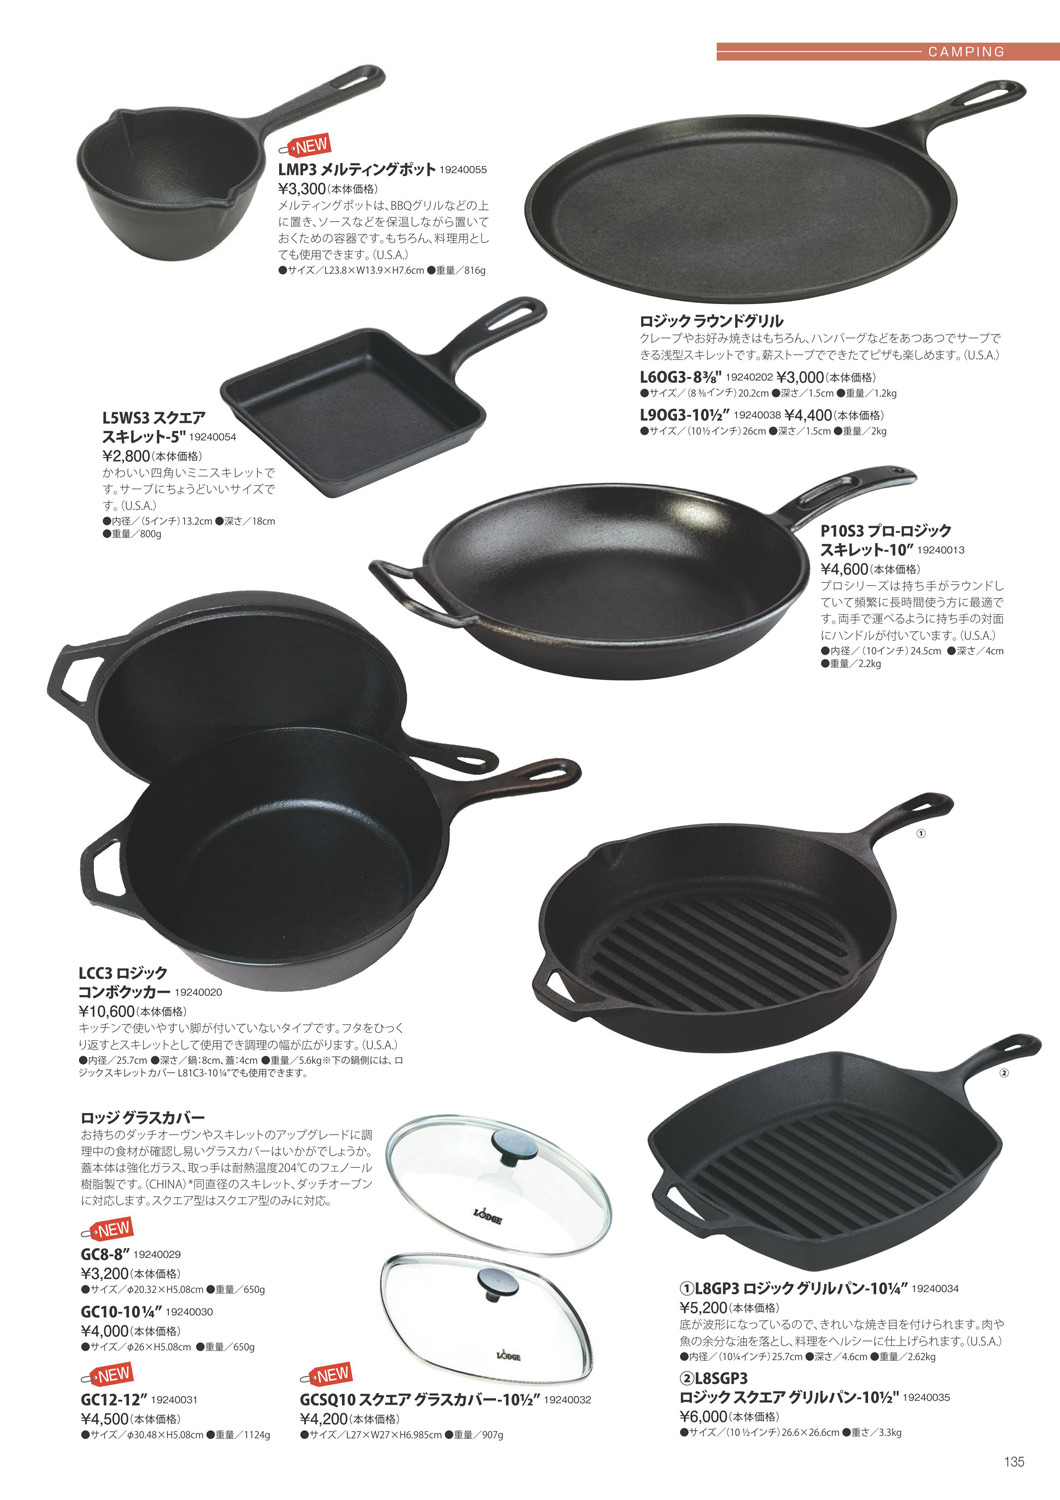 CAMPING
NEW
LMP3 メルティングポット 19240055
¥3,300(本体価格)
メルティングポットは、BBQグリルなどの上
に置き、ソースなどを保温しながら置いて
おくための容器です。もちろん、料理用とし
ても使用できます。(U.S.A.)
●サイズ／L23.8×W13.9×H7.6cm ●重量／816g
ロジック ラウンドグリル
クレープやお好み焼きはもちろん、ハンバーグなどをあつあつでサーブで
きる浅型スキレットです。薪ストーブでできたてピザも楽しめます。(U.S.A.)
L6OG3-8⅜" 19240202 ¥3,000(本体価格)
●サイズ／(8 ⅜インチ)20.2cm ●深さ／1.5cm ●重量／1.2kg
L9OG3-10½″ 19240038 ¥4,400(本体価格)
●サイズ／(10 ½インチ)26cm ●深さ／1.5cm ●重量／2kg
L5WS3 スクエア
スキレット-5" 19240054
¥2,800(本体価格)
かわいい四角いミニスキレットで
す。サーブにちょうどいいサイズで
す。(U.S.A.)
●内径／(5インチ)13.2cm ●深さ／18cm
●重量／800g
P10S3 プロ-ロジック
スキレット-10″ 19240013
¥4,600(本体価格)
プロシリーズは持ち手がラウンドし
ていて頻繁に長時間使う方に最適で
す。両手で運べるように持ち手の対面
にハンドルが付いています。(U.S.A.)
●内径／(10インチ)24.5cm ●深さ／4cm
●重量／2.2kg
①
LCC3 ロジック
コンボクッカー 19240020
¥10,600(本体価格)
キッチンで使いやすい脚が付いていないタイプです。フタをひっく
り返すとスキレットとして使用でき調理の幅が広がります。(U.S.A.)
●内径／25.7cm ●深さ／鍋:8cm、蓋:4cm ●重量／5.6kg※下の鍋側には、ロ
ジックスキレットカバー L81C3-10 ¼″でも使用できます。
②
ロッジ グラスカバー
お持ちのダッチオーヴンやスキレットのアップグレードに調
理中の食材が確認し易いグラスカバーはいかがでしょうか。
蓋本体は強化ガラス、取っ手は耐熱温度204℃のフェノール
樹脂製です。(CHINA)*同直径のスキレット、ダッチオーブン
に対応します。スクエア型はスクエア型のみに対応。
LODGE
NEW
GC8-8″ 19240029
¥3,200(本体価格)
●サイズ／φ20.32×H5.08cm ●重量／650g
GC10-10¼″ 19240030
¥4,000(本体価格)
●サイズ／φ26×H5.08cm ●重量／650g
LODGE
NEW
GC12-12″ 19240031
¥4,500(本体価格)
●サイズ／φ30.48×H5.08cm ●重量／1124g
NEW
GCSQ10 スクエア グラスカバー-10½″ 19240032
¥4,200(本体価格)
●サイズ／L27×W27×H6.985cm ●重量／907g
①L8GP3 ロジック グリルパン-10¼″ 19240034
¥5,200(本体価格)
底が波形になっているので、きれいな焼き目を付けられます。肉や
魚の余分な油を落とし、料理をヘルシーに仕上げられます。(U.S.A.)
●内径／(10¼インチ)25.7cm ●深さ／4.6cm ●重量／2.62kg
②L8SGP3
ロジック スクエア グリルパン-10½" 19240035
¥6,000(本体価格)
●サイズ／(10 ½インチ)26.6×26.6cm ●重さ／3.3kg
135